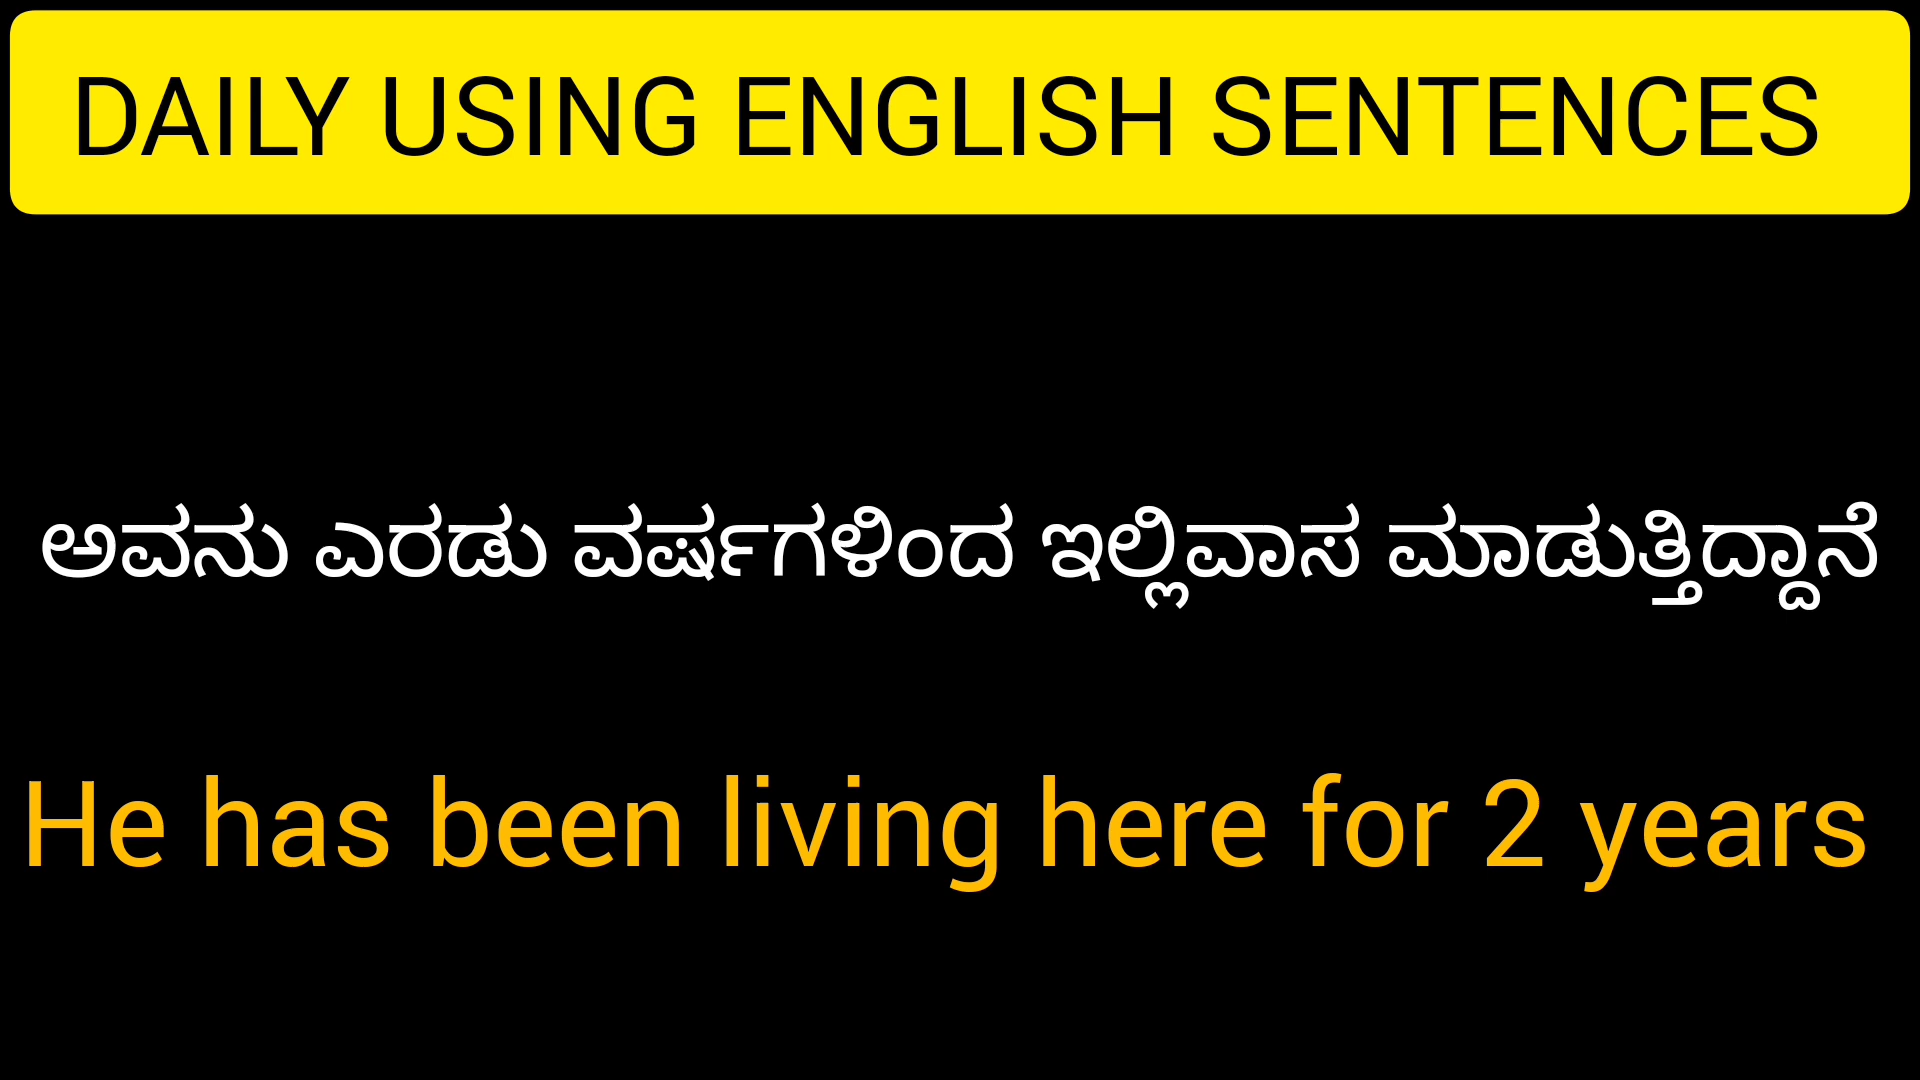 DAILY USING ENGLISH SENTENCES
ಅವನು ಎರಡು ವರ್ಷಗಳಿಂದ ಇಲ್ಲಿವಾಸ ಮಾಡುತ್ತಿದ್ದಾನೆ
He has been living here for 2 years